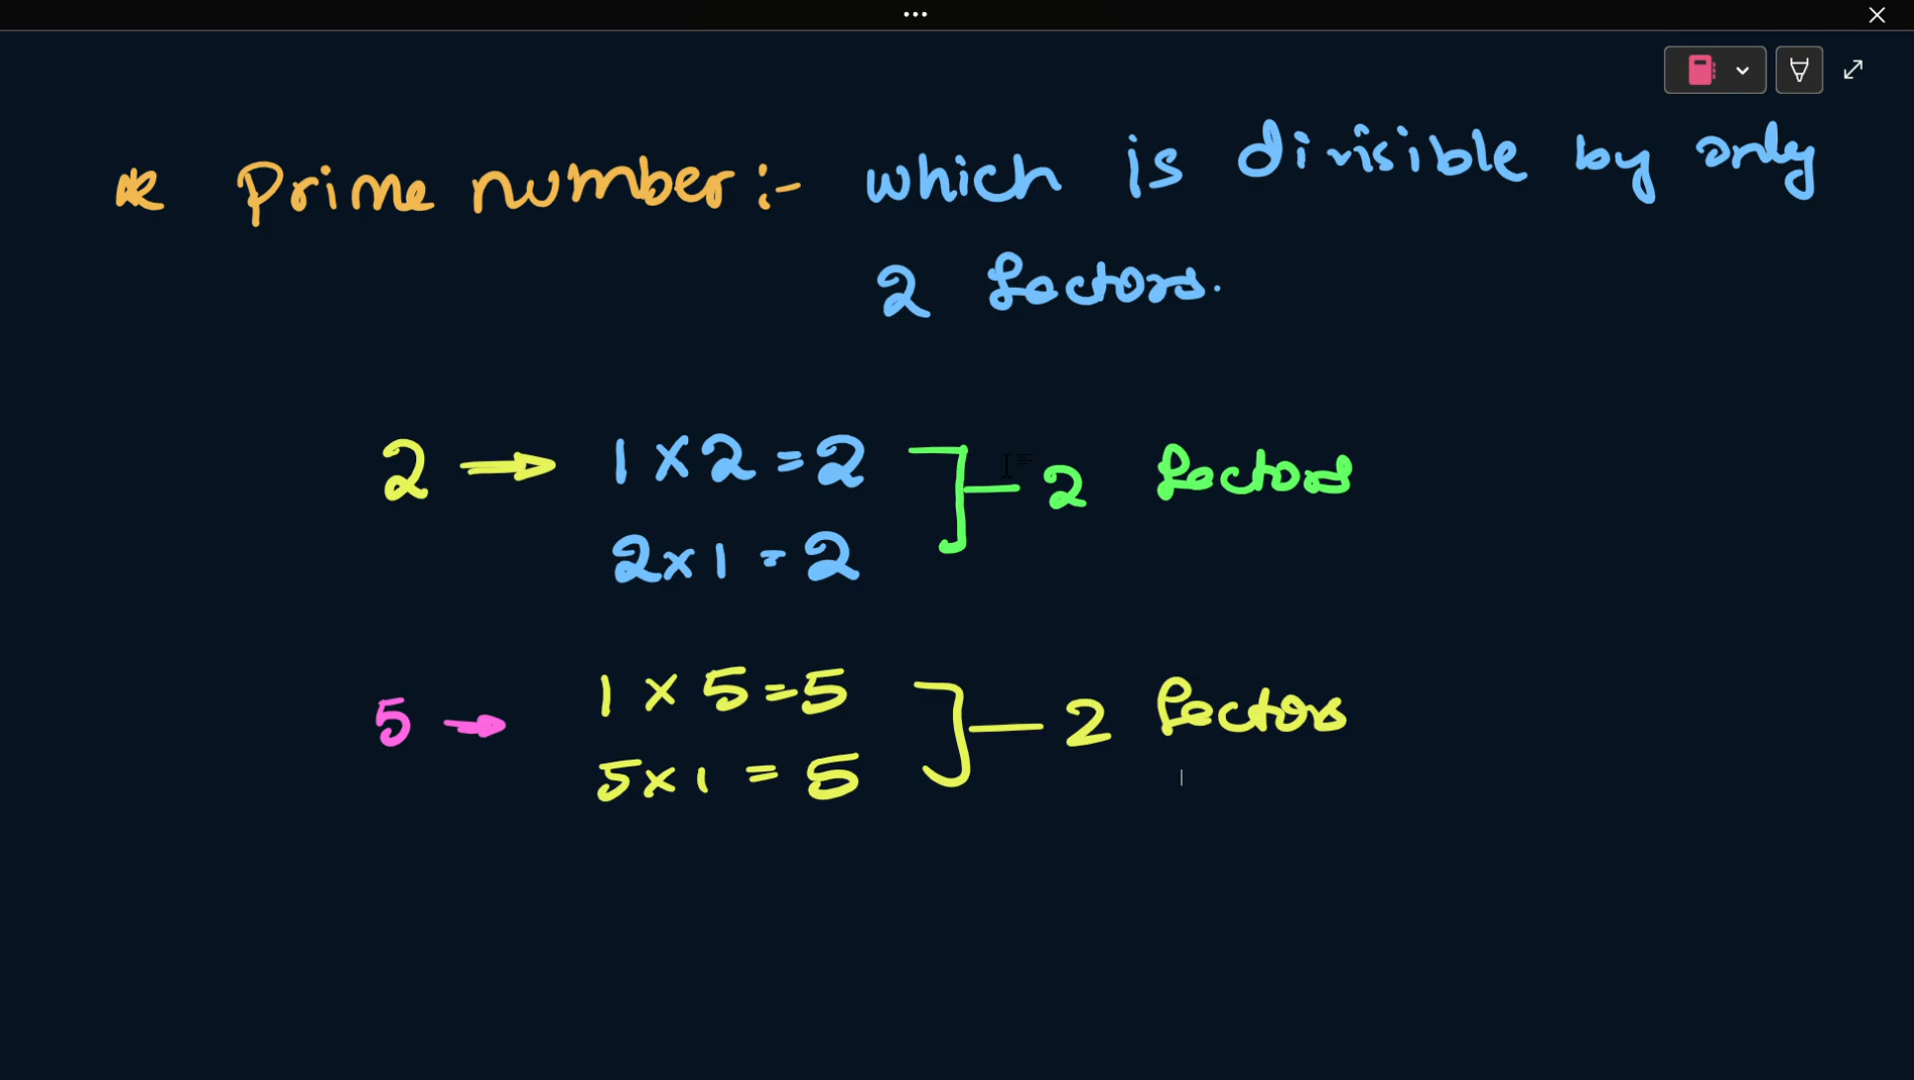 * Prime number:- which is divisible by only
2 factors.
2 → 1 x 2 = 2
2 x 1 = 2
2 factors
5 → 1 x 5 = 5
5 x 1 = 5
2 factors